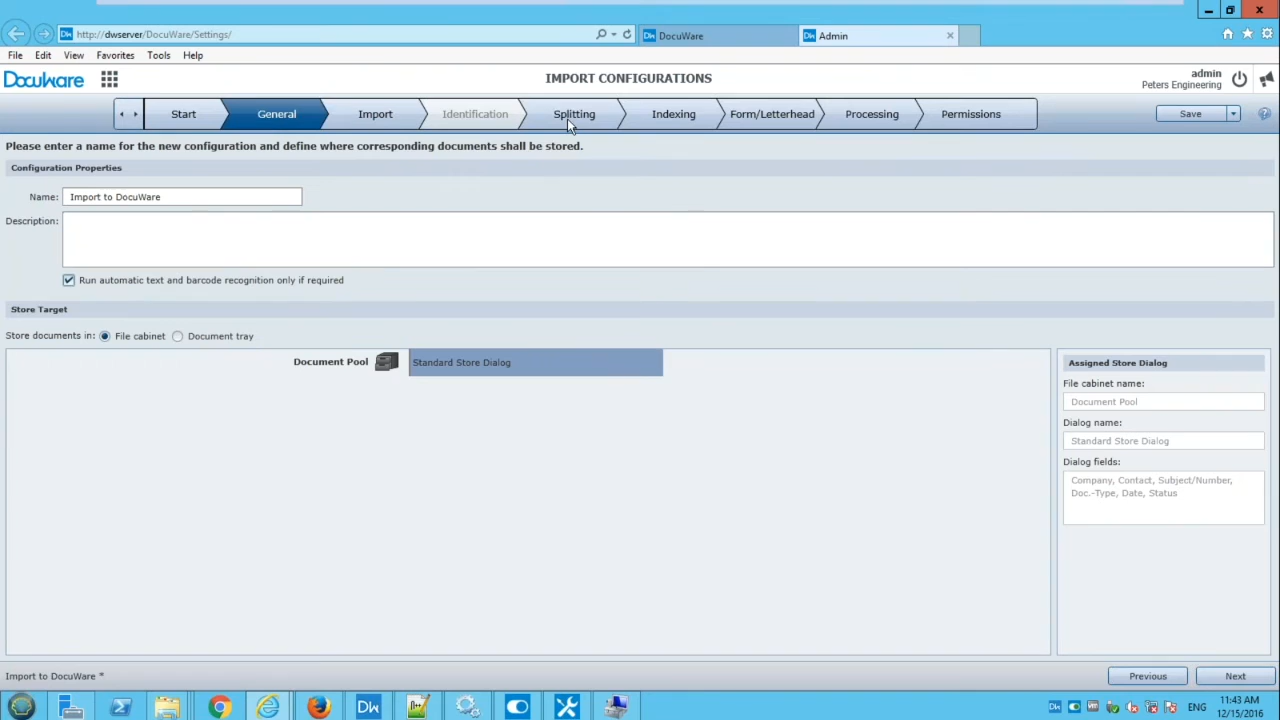 http://dwserver/DocuWare/Settings/
DocuWare
Admin
File Edit View Favorites Tools Help
DocuWare
IMPORT CONFIGURATIONS
admin
Peters Engineering
Start General Import Identification Splitting Indexing Form/Letterhead Processing Permissions Save
Please enter a name for the new configuration and define where corresponding documents shall be stored.
Configuration Properties
Name: Import to DocuWare
Description:
Run automatic text and barcode recognition only if required
Store Target
Store documents in: File cabinet Document tray
Document Pool Standard Store Dialog
Assigned Store Dialog
File cabinet name:
Document Pool
Dialog name:
Standard Store Dialog
Dialog fields:
Company, Contact, Subject/Number,
Doc.-Type, Date, Status
Import to DocuWare *
Previous Next
ENG
11:43 AM
12/15/2016